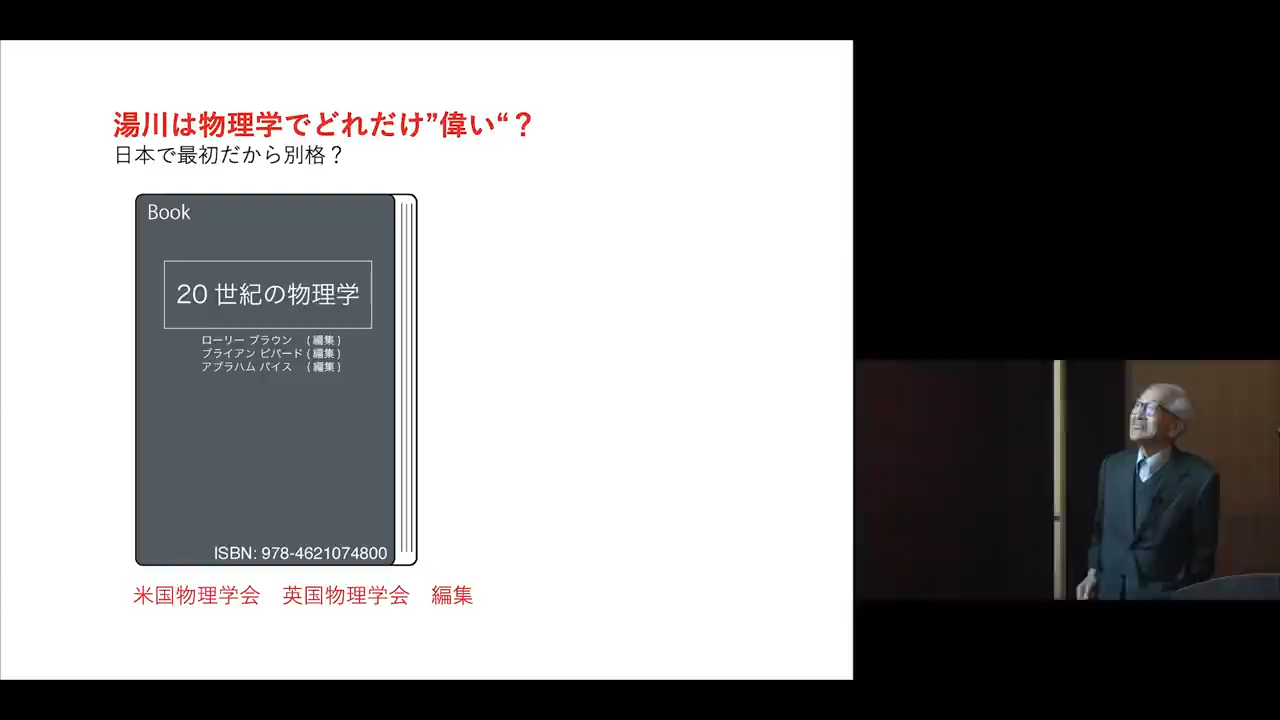 湯川は物理学でどれだけ”偉い“？
日本で最初だから別格？
Book
20 世紀の物理学
ローリー ブラウン （編集）
ブライアン ピパード（編集）
アブラハム パイス （編集）
ISBN: 978-4621074800
米国物理学会　英国物理学会　編集